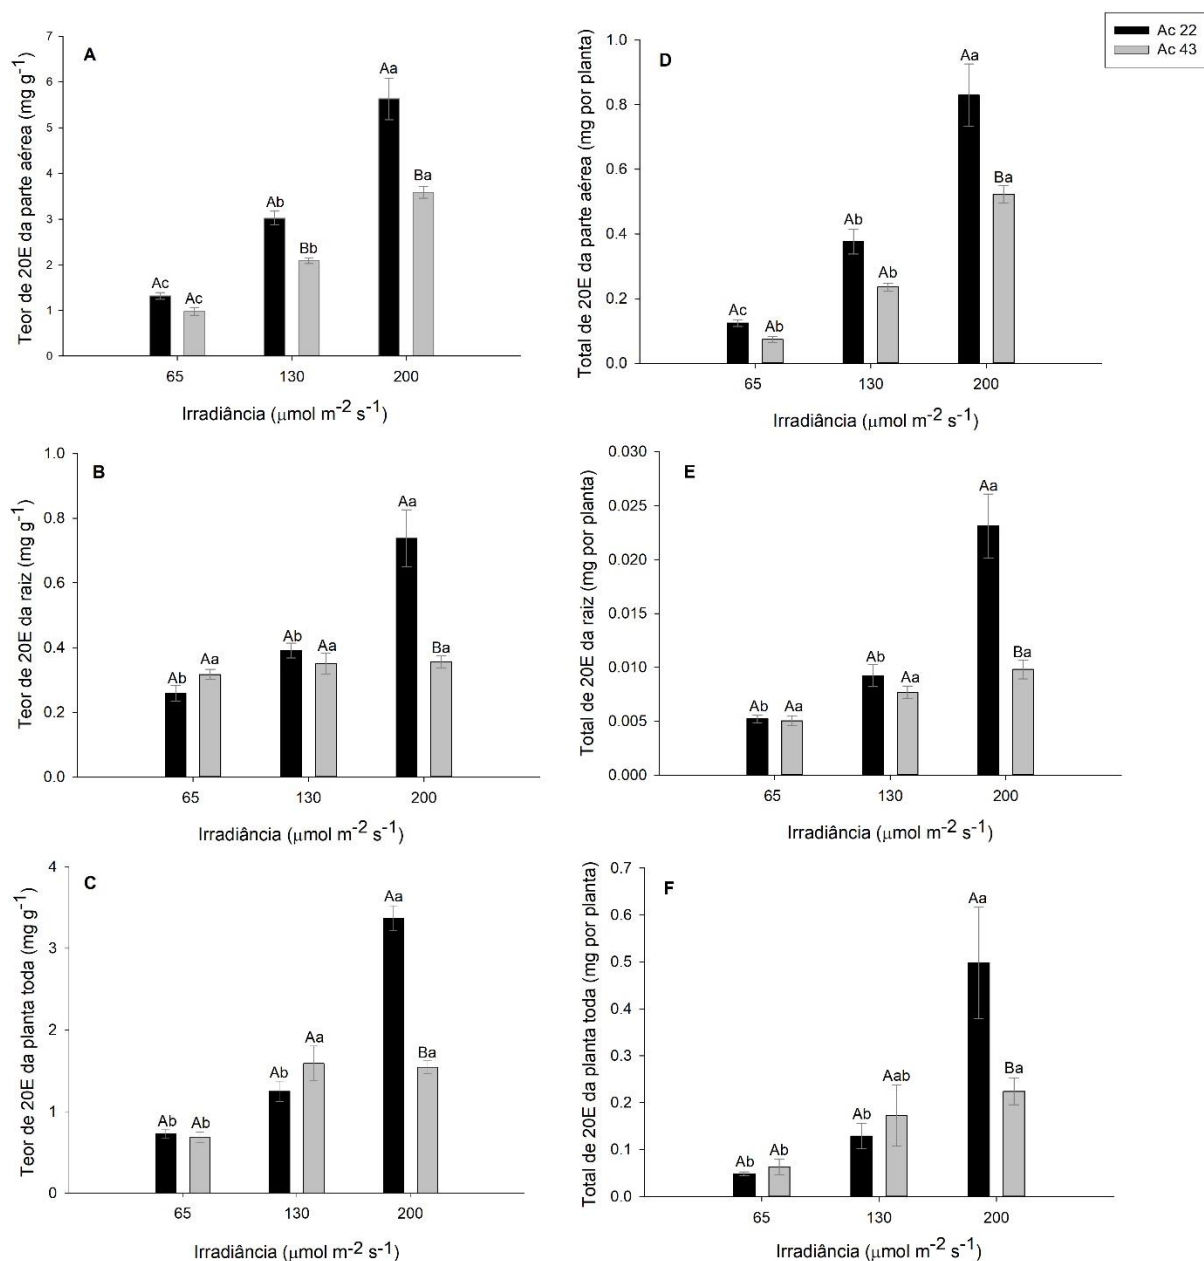 Ac 22
Ac 43
A
Teor de 20E da parte aérea (mg g-1)
7
6
5
4
3
2
1
0
Ac
Ac
Ab
Bb
Aa
Ba
65
130
200
Irradiância (µmol m-2 s-1)
D
Total de 20E da parte aérea (mg por planta)
1.0
0.8
0.6
0.4
0.2
0.0
Ac
Ab
Ab
Ab
Aa
Ba
65
130
200
Irradiância (µmol m-2 s-1)
B
Teor de 20E da raiz (mg g-1)
1.0
0.8
0.6
0.4
0.2
0.0
Ab
Aa
Ab
Aa
Aa
Ba
65
130
200
Irradiância (µmol m-2 s-1)
E
Total de 20E da raiz (mg por planta)
0.030
0.025
0.020
0.015
0.010
0.005
0.000
Ab
Aa
Ab
Aa
Aa
Ba
65
130
200
Irradiância (µmol m-2 s-1)
C
Teor de 20E da planta toda (mg g-1)
4
3
2
1
0
Ab
Ab
Ab
Aa
Aa
Ba
65
130
200
Irradiância (µmol m-2 s-1)
F
Total de 20E da planta toda (mg por planta)
0.7
0.6
0.5
0.4
0.3
0.2
0.1
0.0
Ab
Ab
Ab
Aab
Aa
Ba
65
130
200
Irradiância (µmol m-2 s-1)